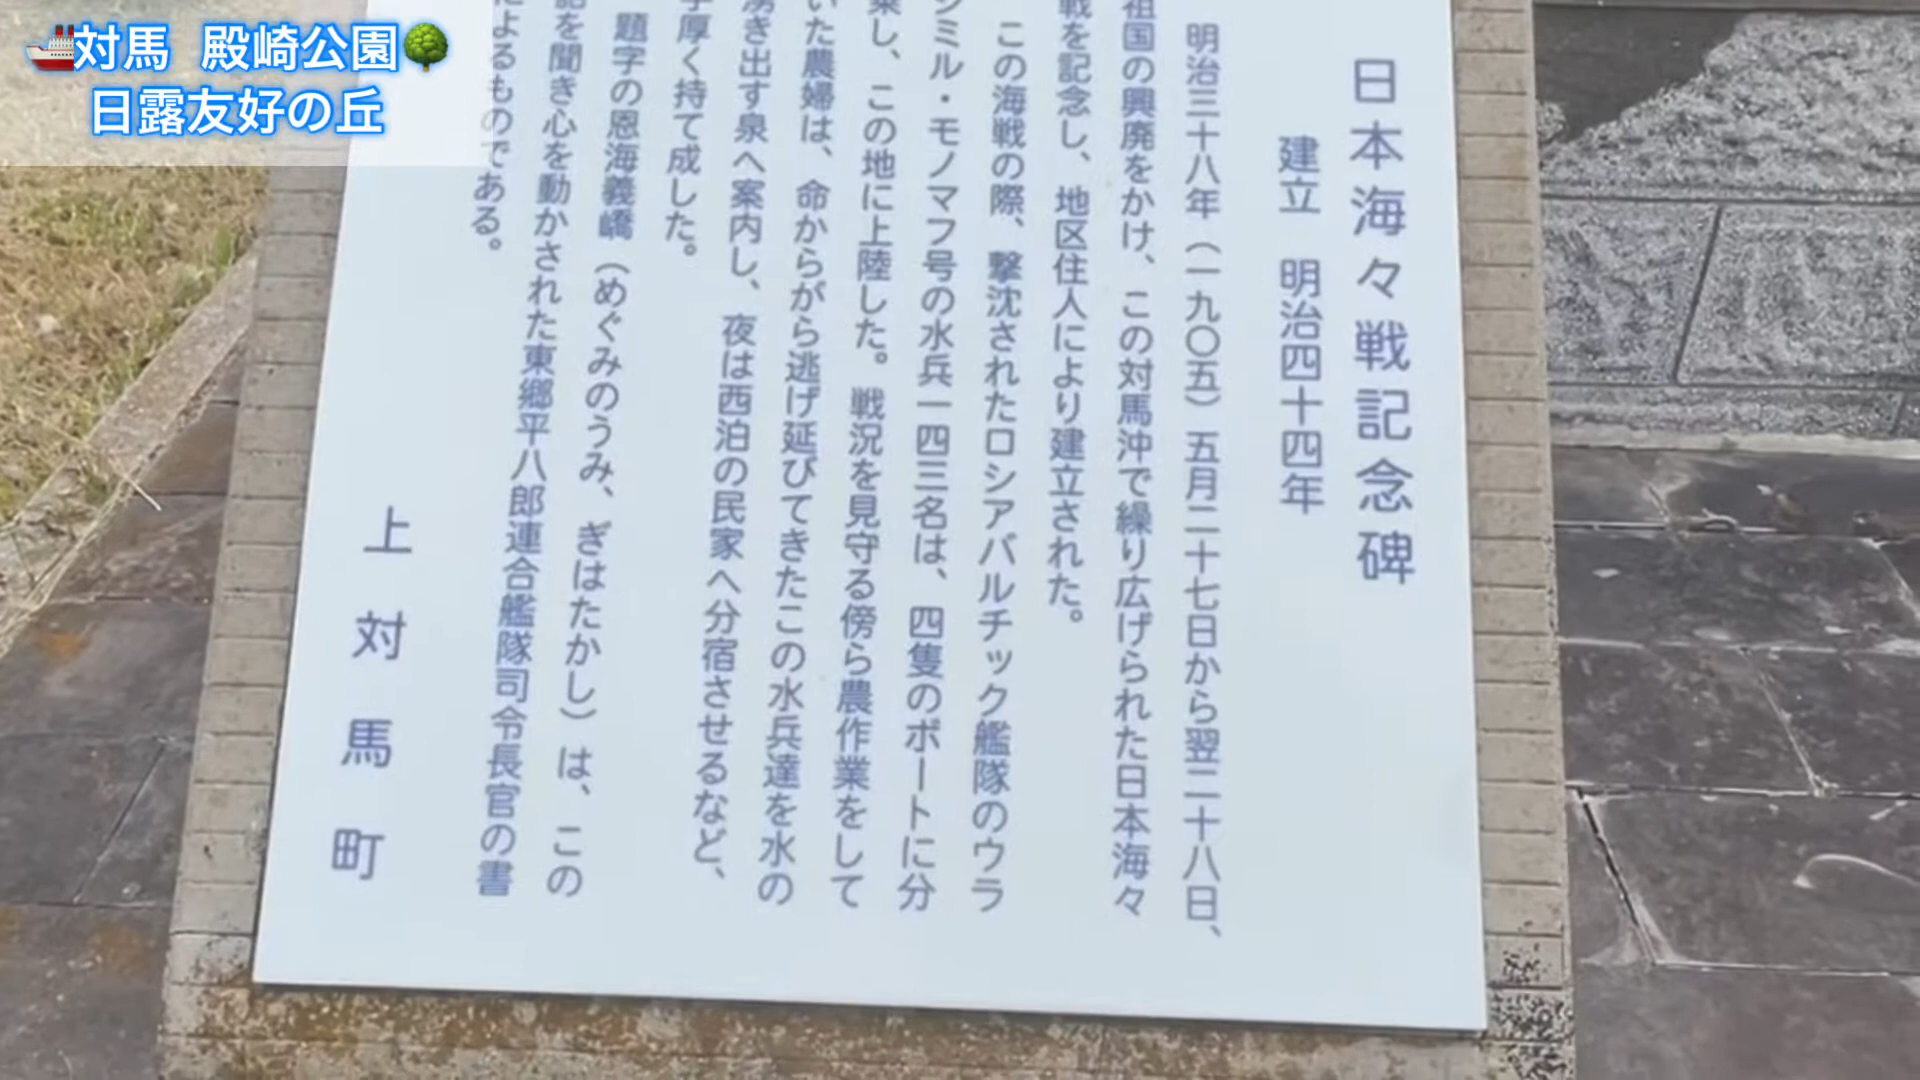 対馬 殿崎公園
日露友好の丘
日本海々戦記念碑
建立 明治四十四年
明治三十八年（一九〇五）五月二十七日から翌二十八日、
祖国の興廃をかけ、この対馬沖で繰り広げられた日本海々
戦を記念し、地区住人により建立された。
この海戦の際、撃沈されたロシアバルチック艦隊のウラ
ジミル・モノマフ号の水兵一四三名は、四隻のボートに分
乗し、この地に上陸した。戦況を見守る傍ら農作業をして
いた農婦は、命からがら逃げ延びてきたこの水兵達を水の
湧き出す泉へ案内し、夜は西泊の民家へ分宿させるなど、
手厚く持て成した。
題字の恩海義嶠（めぐみのうみ、ぎはたかし）は、この
話を聞き心を動かされた東郷平八郎連合艦隊司令長官の書
によるものである。
上対馬町